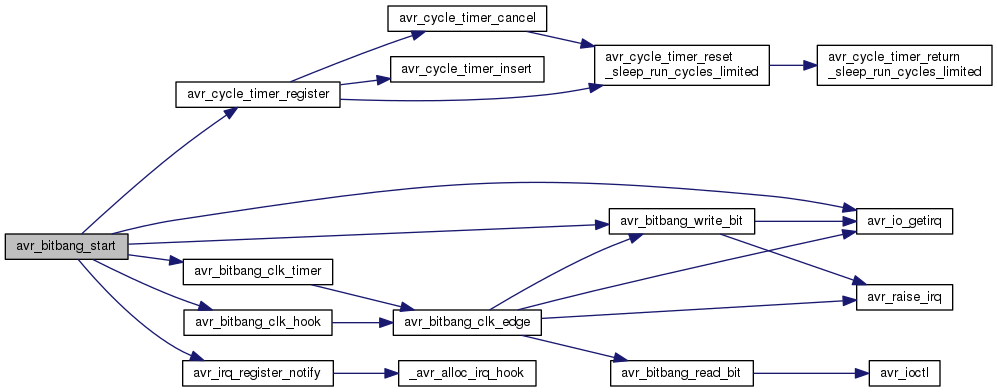 avr_cycle_timer_cancel
avr_cycle_timer_reset
_sleep_run_cycles_limited
avr_cycle_timer_return
_sleep_run_cycles_limited
avr_cycle_timer_insert
avr_cycle_timer_register
avr_bitbang_write_bit
avr_io_getirq
avr_bitbang_start
avr_bitbang_clk_timer
avr_raise_irq
avr_bitbang_clk_hook
avr_bitbang_clk_edge
avr_irq_register_notify
_avr_alloc_irq_hook
avr_bitbang_read_bit
avr_ioctl